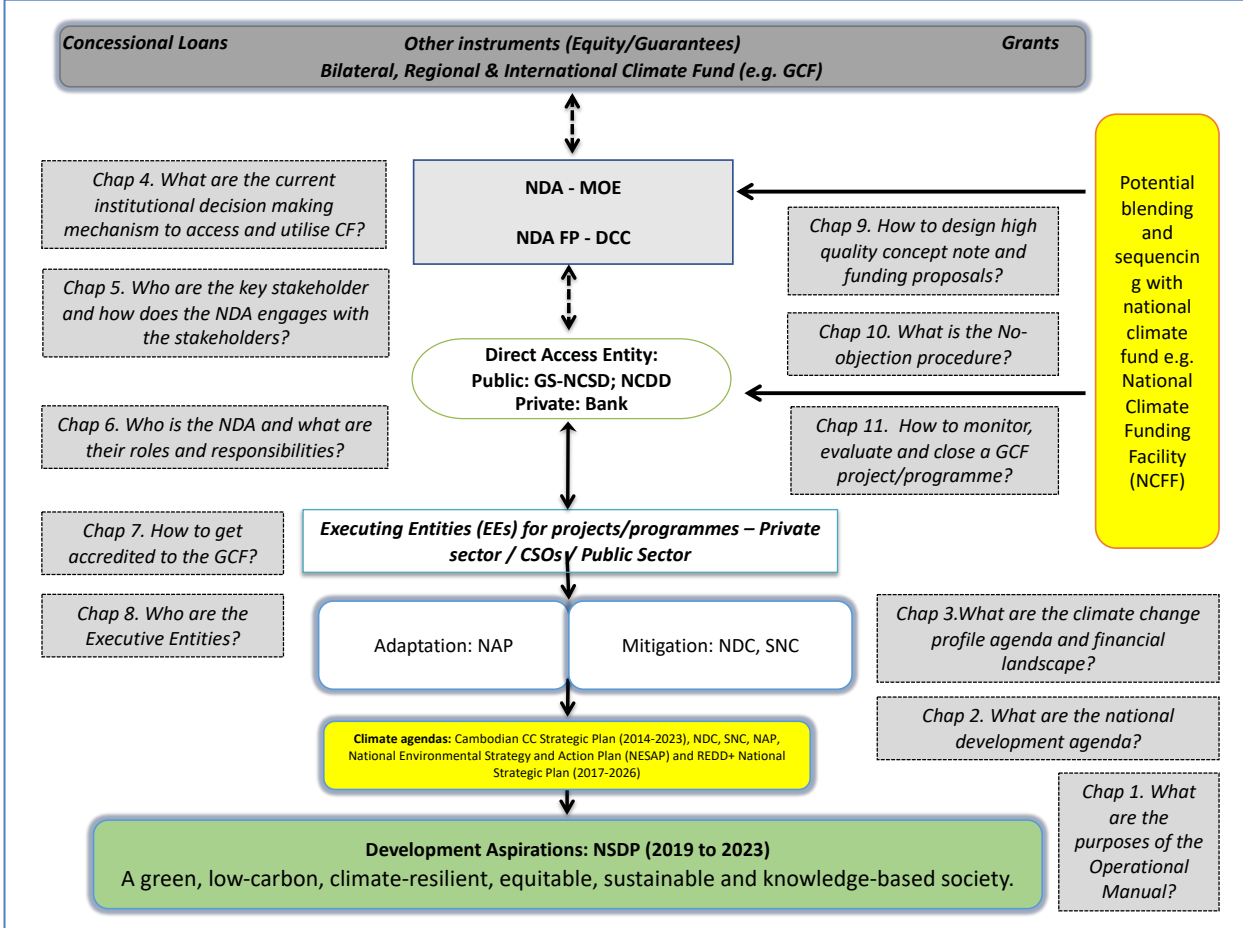 Concessional Loans Other instruments (Equity/Guarantees) Grants
Bilateral, Regional & International Climate Fund (e.g. GCF)
NDA - MOE
NDA FP - DCC
Chap 4. What are the current
institutional decision making
mechanism to access and utilise CF?
Chap 5. Who are the key stakeholder
and how does the NDA engages with
the stakeholders?
Chap 9. How to design high
quality concept note and
funding proposals?
Chap 10. What is the No-
objection procedure?
Potential
blending
and
sequencin
g with
national
climate
fund e.g.
National
Climate
Funding
Facility
(NCFF)
Direct Access Entity:
Public: GS-NCSD; NCDD
Private: Bank
Chap 6. Who is the NDA and what are
their roles and responsibilities?
Chap 11. How to monitor,
evaluate and close a GCF
project/programme?
Chap 7. How to get
accredited to the GCF?
Executing Entities (EEs) for projects/programmes – Private
sector / CSOs / Public Sector
Chap 8. Who are the
Executive Entities?
Adaptation: NAP
Mitigation: NDC, SNC
Chap 3.What are the climate change
profile agenda and financial
landscape?
Chap 2. What are the national
development agenda?
Climate agendas: Cambodian CC Strategic Plan (2014-2023), NDC, SNC, NAP,
National Environmental Strategy and Action Plan (NESAP) and REDD+ National
Strategic Plan (2017-2026)
Chap 1. What
are the
purposes of the
Operational
Manual?
Development Aspirations: NSDP (2019 to 2023)
A green, low-carbon, climate-resilient, equitable, sustainable and knowledge-based society.